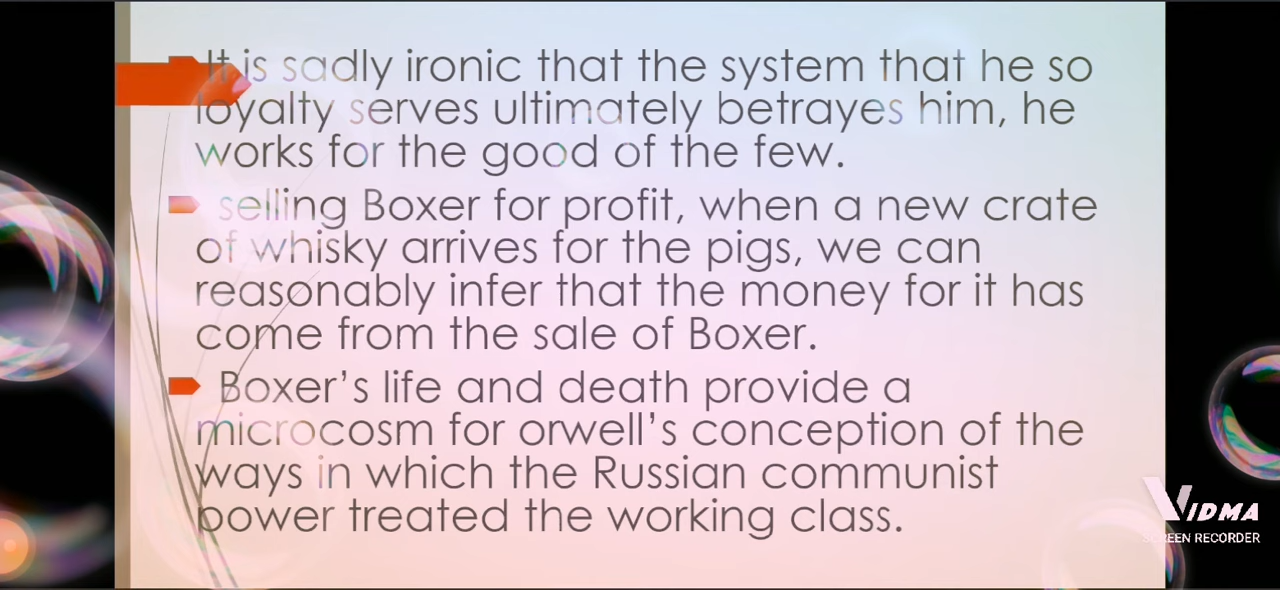 It is sadly ironic that the system that he so
loyalty serves ultimately betrayes him, he
works for the good of the few.
selling Boxer for profit, when a new crate
of whisky arrives for the pigs, we can
reasonably infer that the money for it has
come from the sale of Boxer.
Boxer's life and death provide a
microcosm for orwell's conception of the
ways in which the Russian communist
power treated the working class.
VIDMA
SCREEN RECORDER